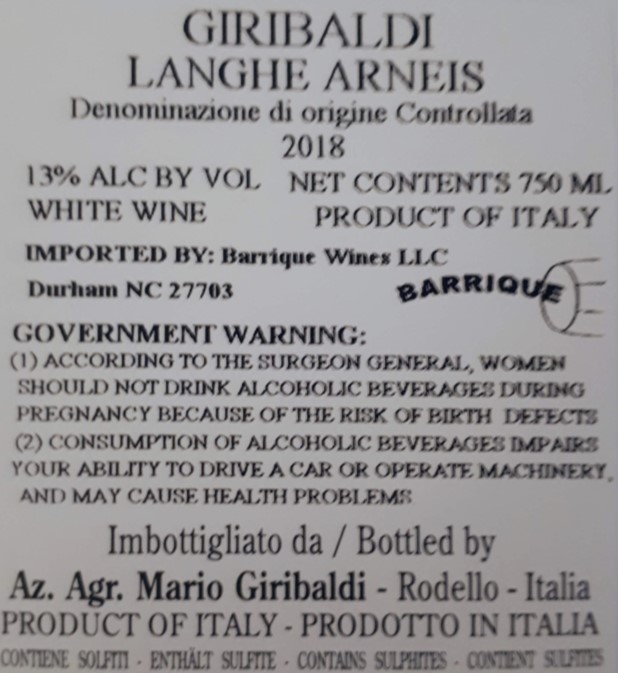 GIRIBALDI
LANGHE ARNEIS
Denominazione di origine Controllata
2018
13% ALC BY VOL NET CONTENTS 750 ML
WHITE WINE PRODUCT OF ITALY
IMPORTED BY: Barrique Wines LLC
Durham NC 27703 BARRIQUE
GOVERNMENT WARNING:
(1) ACCORDING TO THE SURGEON GENERAL, WOMEN
SHOULD NOT DRINK ALCOHOLIC BEVERAGES DURING
PREGNANCY BECAUSE OF THE RISK OF BIRTH DEFECTS
(2) CONSUMPTION OF ALCOHOLIC BEVERAGES IMPAIRS
YOUR ABILITY TO DRIVE A CAR OR OPERATE MACHINERY,
AND MAY CAUSE HEALTH PROBLEMS
Imbottigliato da / Bottled by
Az. Agr. Mario Giribaldi - Rodello - Italia
PRODUCT OF ITALY - PRODOTTO IN ITALIA
CONTIENE SOLFITI - ENTHÄLT SULFITE - CONTAINS SULPHITES - CONTIENT SULFITES